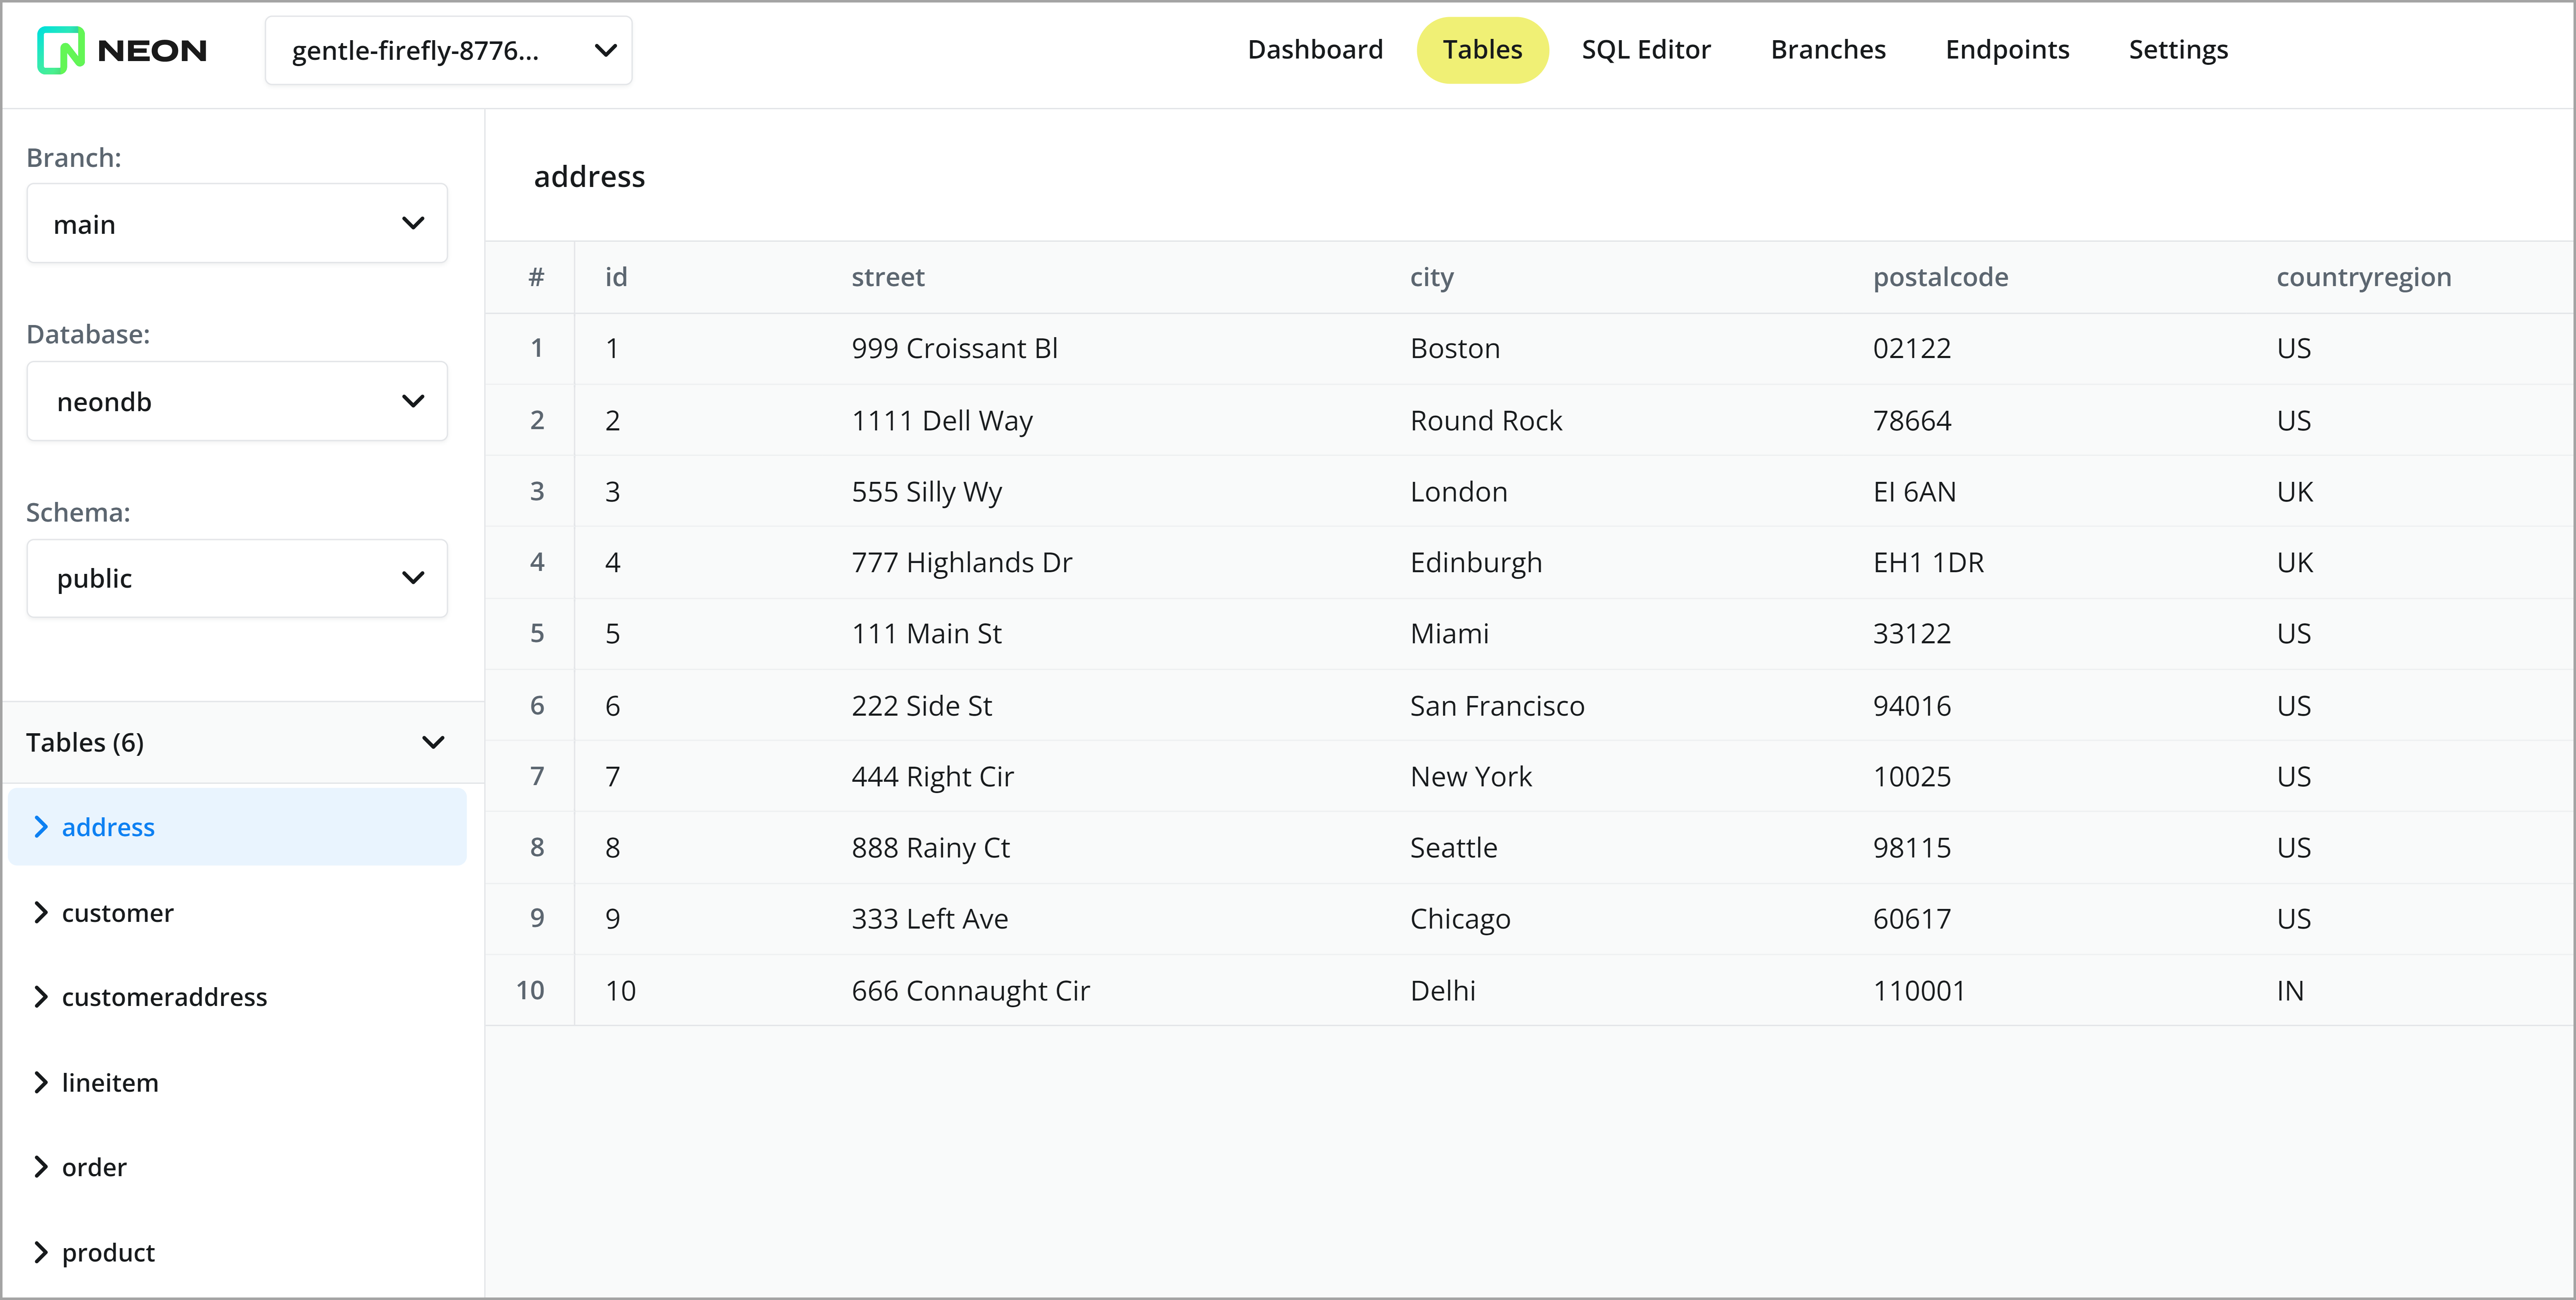 NEON gentle-firefly-8776... Dashboard Tables SQL Editor Branches Endpoints Settings
Branch:
main
Database:
neondb
Schema:
public
Tables (6)
address
customer
customeraddress
lineitem
order
product
address
# id street city postalcode countryregion
1 1 999 Croissant Bl Boston 02122 US
2 2 1111 Dell Way Round Rock 78664 US
3 3 555 Silly Wy London EI 6AN UK
4 4 777 Highlands Dr Edinburgh EH1 1DR UK
5 5 111 Main St Miami 33122 US
6 6 222 Side St San Francisco 94016 US
7 7 444 Right Cir New York 10025 US
8 8 888 Rainy Ct Seattle 98115 US
9 9 333 Left Ave Chicago 60617 US
10 10 666 Connaught Cir Delhi 110001 IN